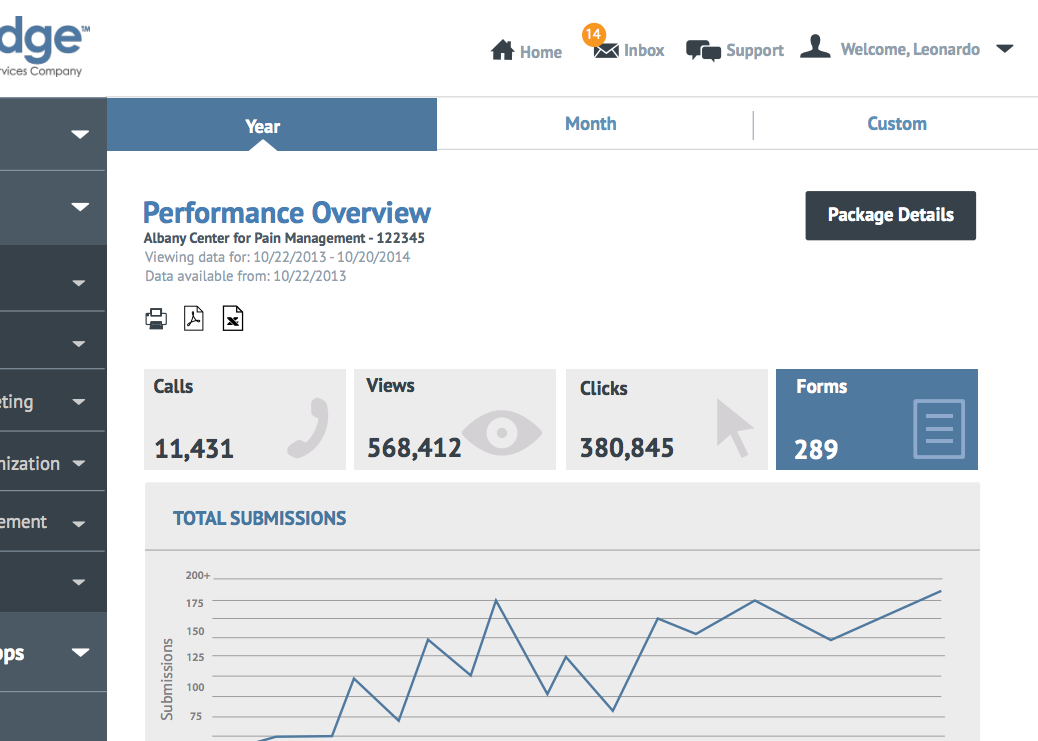 dge™
rvices Company
14
Home
Inbox
Support
Welcome, Leonardo
Year
Month
Custom
Performance Overview
Albany Center for Pain Management - 122345
Viewing data for: 10/22/2013 - 10/20/2014
Data available from: 10/22/2013
Package Details
eting
nization
ement
ops
Calls
11,431
Views
568,412
Clicks
380,845
Forms
289
TOTAL SUBMISSIONS
200+
175
150
125
100
75
Submissions